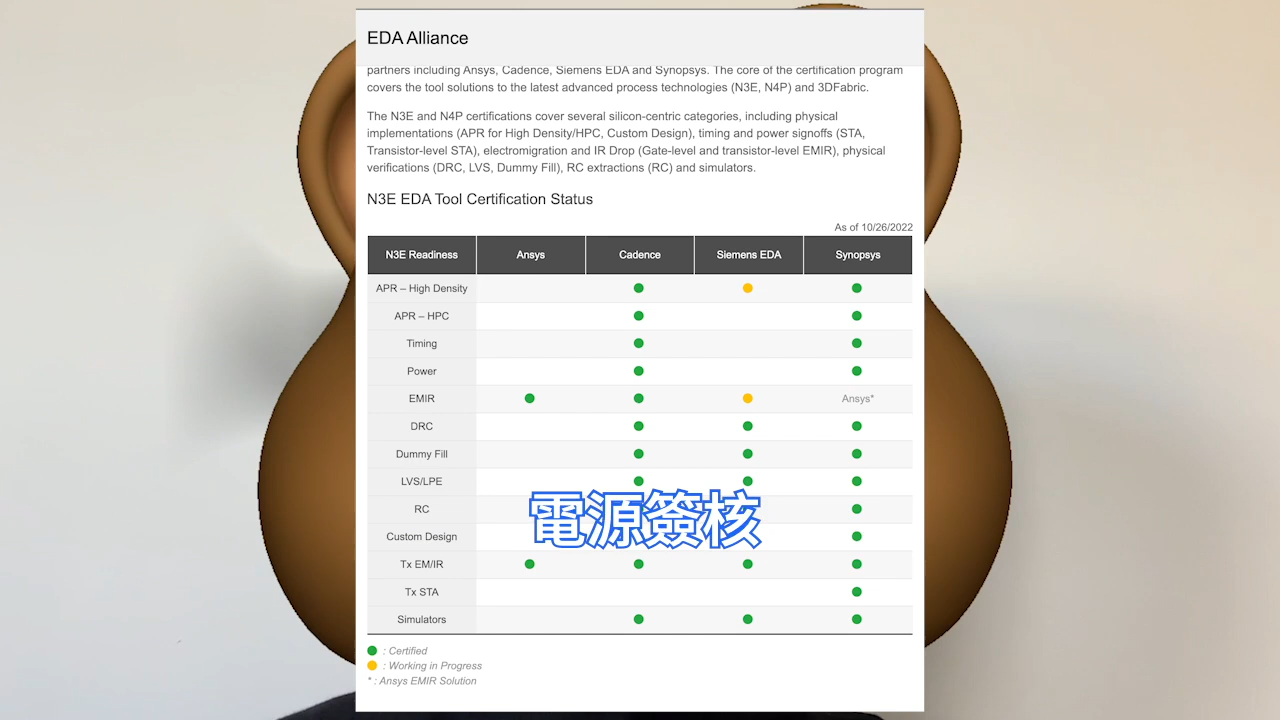 EDA Alliance
partners including Ansys, Cadence, Siemens EDA and Synopsys. The core of the certification program
covers the tool solutions to the latest advanced process technologies (N3E, N4P) and 3DFabric.
The N3E and N4P certifications cover several silicon-centric categories, including physical
implementations (APR for High Density/HPC, Custom Design), timing and power signoffs (STA,
Transistor-level STA), electromigration and IR Drop (Gate-level and transistor-level EMIR), physical
verifications (DRC, LVS, Dummy Fill), RC extractions (RC) and simulators.
N3E EDA Tool Certification Status
As of 10/26/2022
N3E Readiness Ansys Cadence Siemens EDA Synopsys
APR – High Density
APR – HPC
Timing
Power
EMIR Ansys*
DRC
Dummy Fill
LVS/LPE
RC
電源簽核
Custom Design
Tx EM/IR
Tx STA
Simulators
: Certified
: Working in Progress
* : Ansys EMIR Solution